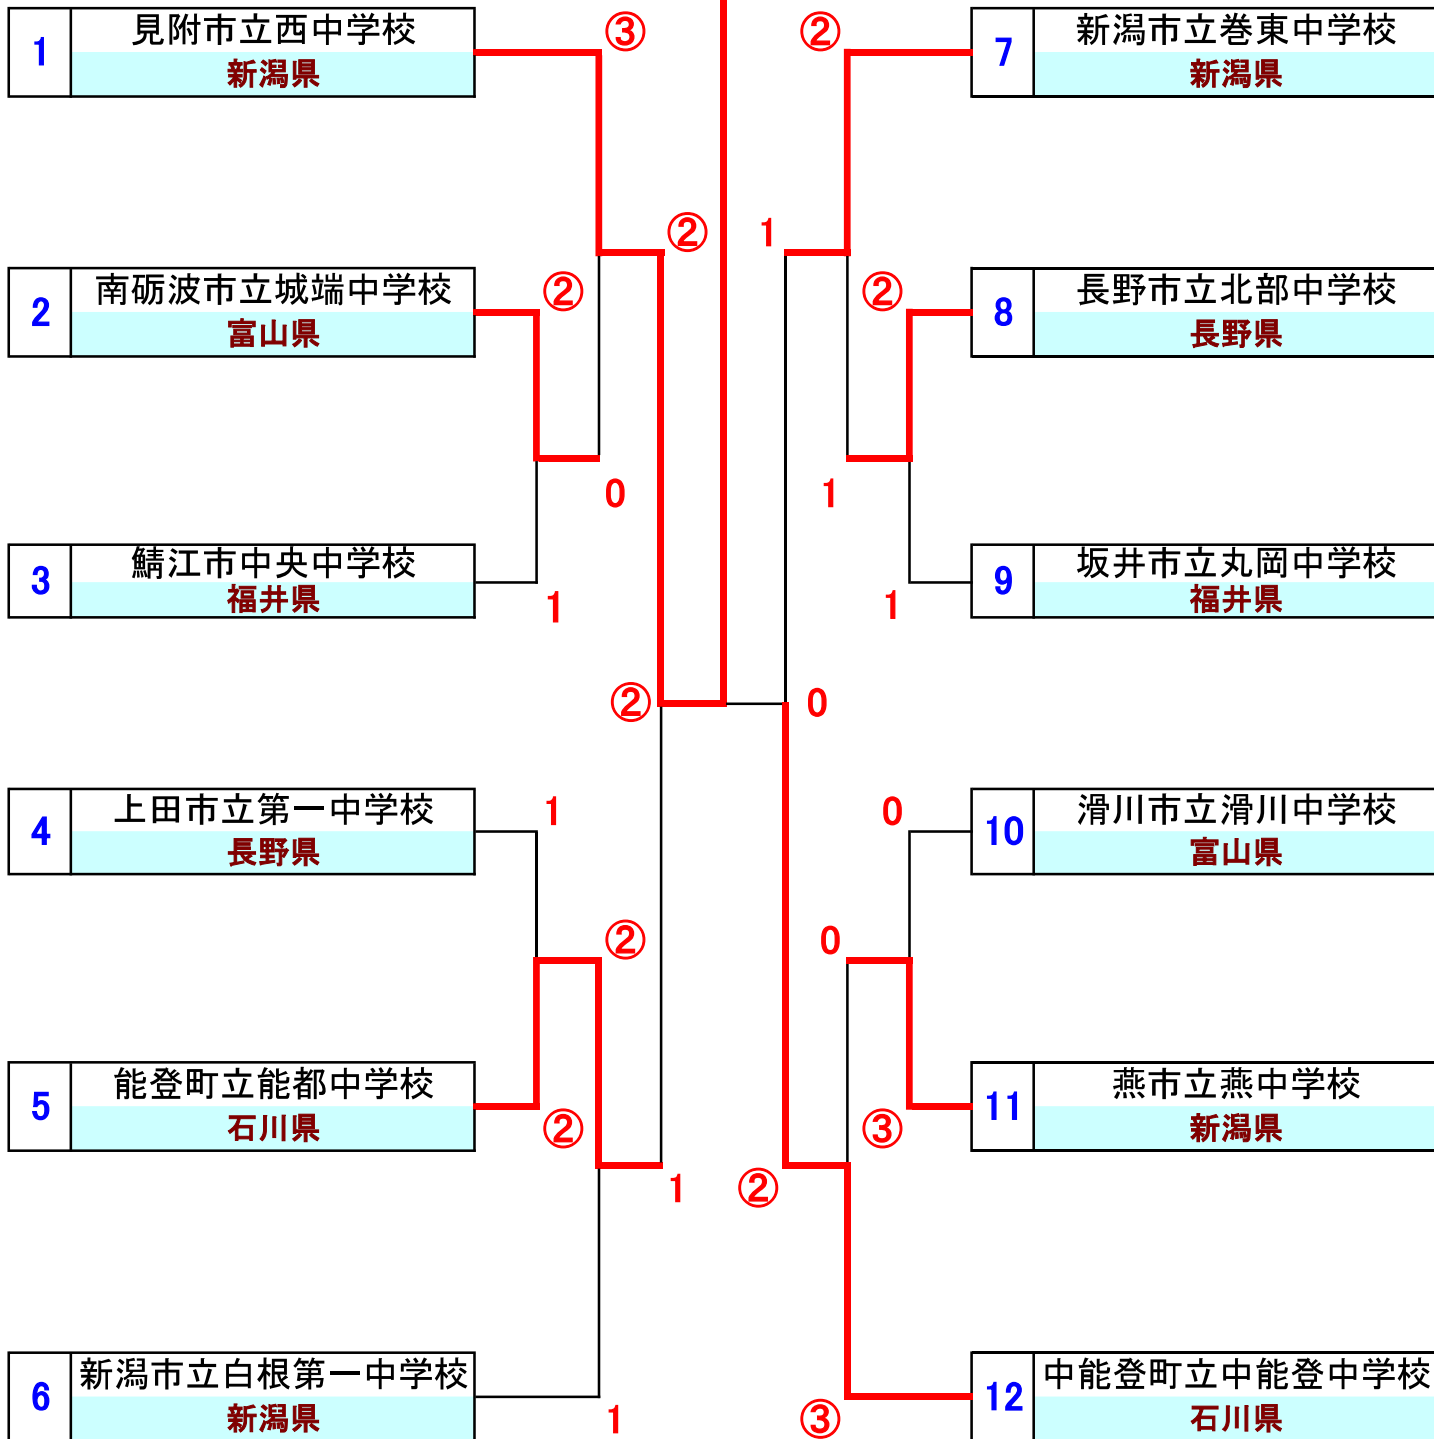 1
見附市立西中学校
新潟県
③
②
7
新潟市立巻東中学校
新潟県
②
1
2
南砺波市立城端中学校
富山県
②
②
8
長野市立北部中学校
長野県
0
1
3
鯖江市中央中学校
福井県
1
1
9
坂井市立丸岡中学校
福井県
②
0
4
上田市立第一中学校
長野県
1
0
10
滑川市立滑川中学校
富山県
②
0
5
能登町立能都中学校
石川県
②
③
11
燕市立燕中学校
新潟県
1
②
6
新潟市立白根第一中学校
新潟県
1
③
12
中能登町立中能登中学校
石川県